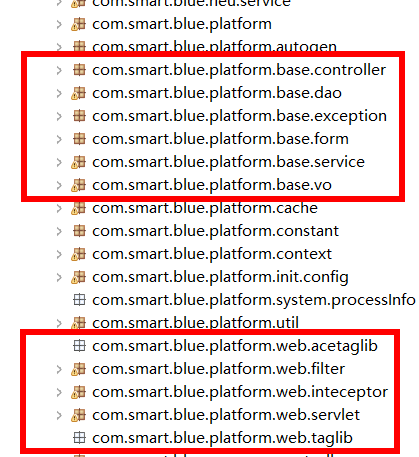 com.smart.blue.neu.service
com.smart.blue.platform
com.smart.blue.platform.autogen
com.smart.blue.platform.base.controller
com.smart.blue.platform.base.dao
com.smart.blue.platform.base.exception
com.smart.blue.platform.base.form
com.smart.blue.platform.base.service
com.smart.blue.platform.base.vo
com.smart.blue.platform.cache
com.smart.blue.platform.constant
com.smart.blue.platform.context
com.smart.blue.platform.init.config
com.smart.blue.platform.system.processInfo
com.smart.blue.platform.util
com.smart.blue.platform.web.acetaglib
com.smart.blue.platform.web.filter
com.smart.blue.platform.web.inteceptor
com.smart.blue.platform.web.servlet
com.smart.blue.platform.web.taglib